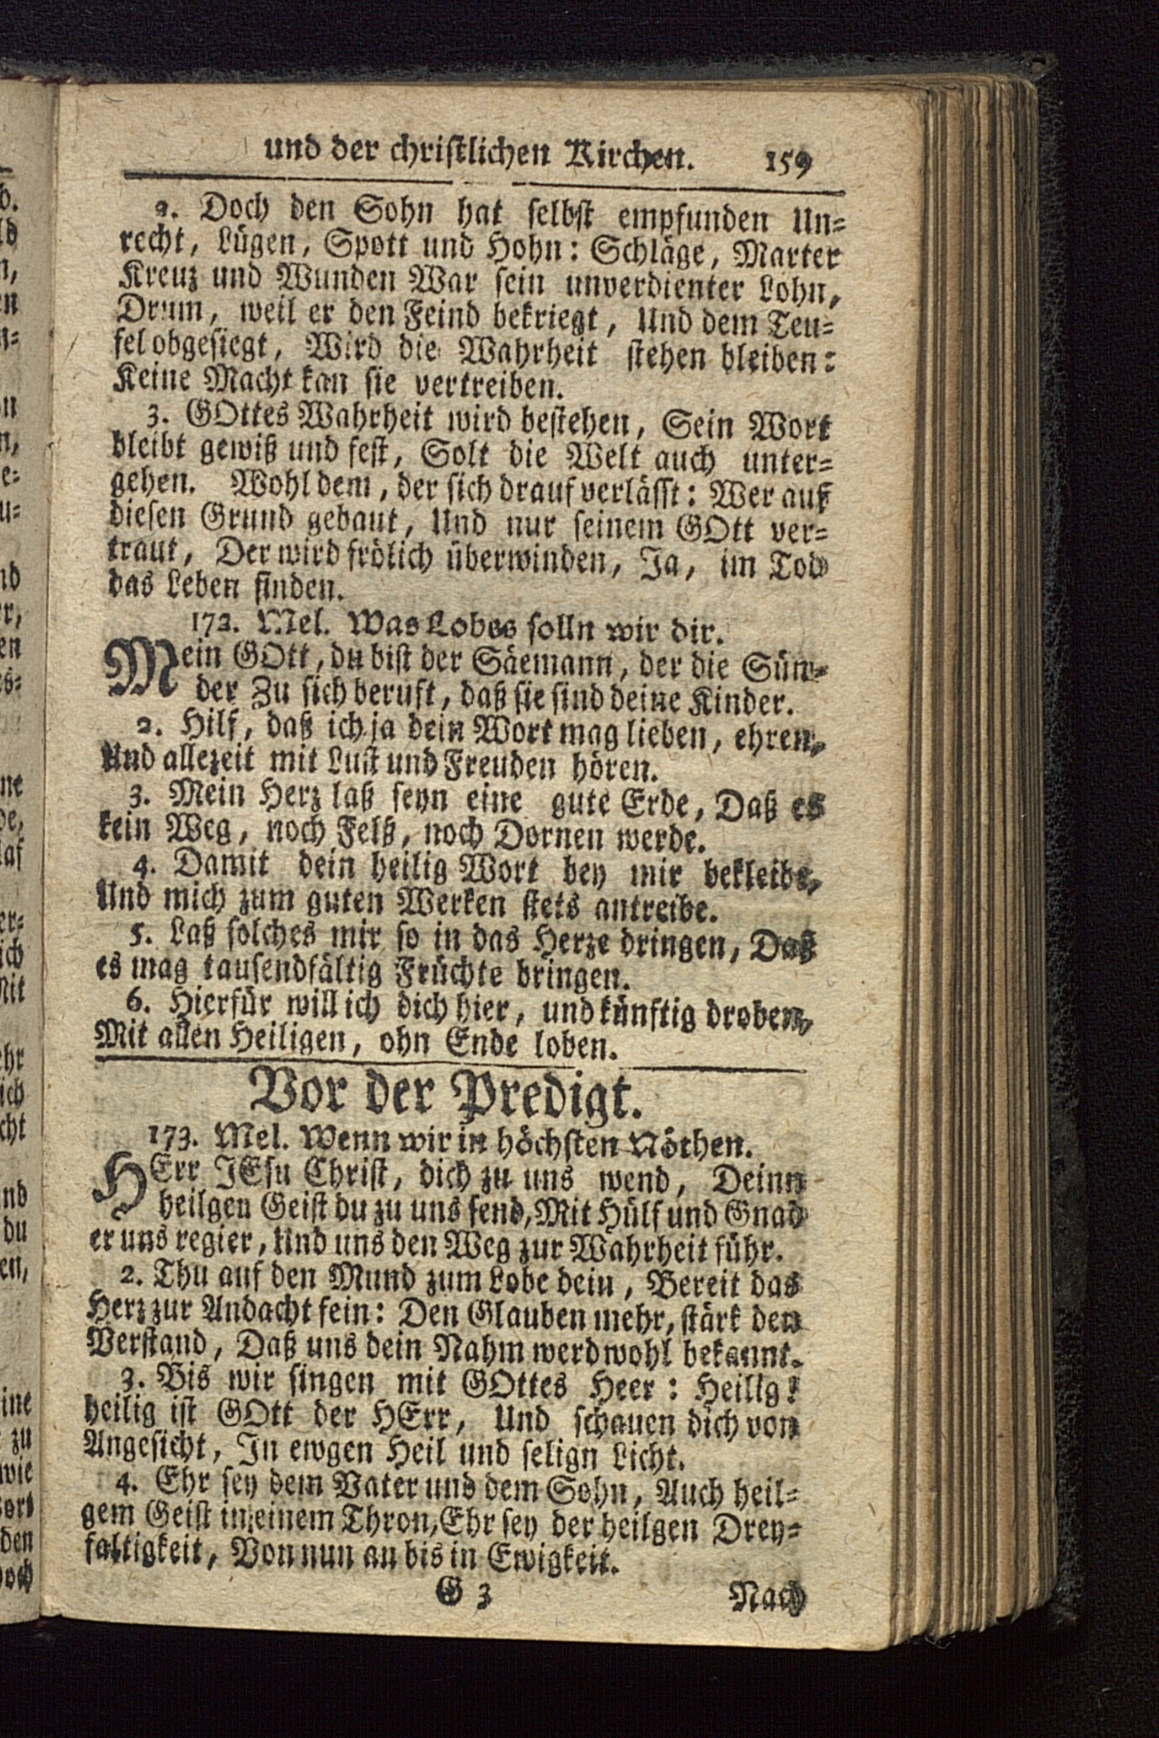 und der christlichen Kirchen. 159
2. Doch den Sohn hat selbst empfunden Un-
recht, Lügen, Spott und Hohn: Schläge, Marter
Kreuz und Wunden War sein unverdienter Lohn,
Drum, weil er den Feind bekriegt, Und dem Teu-
fel obgesiegt, Wird die Wahrheit stehen bleiben:
Keine Macht kan sie vertreiben.
3. GOttes Wahrheit wird bestehen, Sein Wort
bleibt gewiß und fest, Solt die Welt auch unter-
gehen. Wohl dem, der sich drauf verlässt: Wer auf
diesen Grund gebaut, Und nur seinem GOtt ver-
traut, Der wird frölich überwinden, Ja, im Tod
das Leben finden.
172. Mel. Was Lobes solln wir dir.
Mein GOtt, du bist der Säemann, der die Sün-
der Zu sich beruft, daß sie sind deine Kinder.
2. Hilf, daß ich ja dein Wort mag lieben, ehren,
Und allezeit mit Lust und Freuden hören.
3. Mein Herz laß seyn eine gute Erde, Daß es
kein Weg, noch Felß, noch Dornen werde.
4. Damit dein heilig Wort bey mir bekleibe,
Und mich zum guten Werken stets antreibe.
5. Laß solches mir so in das Herze dringen, Daß
es mag tausendfältig Früchte bringen.
6. Hierfür will ich dich hier, und künftig droben,
Mit allen Heiligen, ohn Ende loben.
Vor der Predigt.
173. Mel. Wenn wir in höchsten Nöthen.
HErr JEsu Christ, dich zu uns wend, Deinn
heilgen Geist du zu uns send, Mit Hülf und Gnad
er uns regier, Und uns den Weg zur Wahrheit führ.
2. Thu auf den Mund zum Lobe dein, Bereit das
Herz zur Andacht fein: Den Glauben mehr, stärk den
Verstand, Daß uns dein Nahm werd wohl bekannt.
3. Bis wir singen mit GOttes Heer: Heilig!
heilig ist GOtt der HErr, Und schauen dich von
Angesicht, In ewgen Heil und selign Licht.
4. Ehr sey dem Vater und dem Sohn, Auch heil-
gem Geist in einem Thron, Ehr sey der heilgen Drey-
faltigkeit, Von nun an bis in Ewigkeit.
G 3 Nach